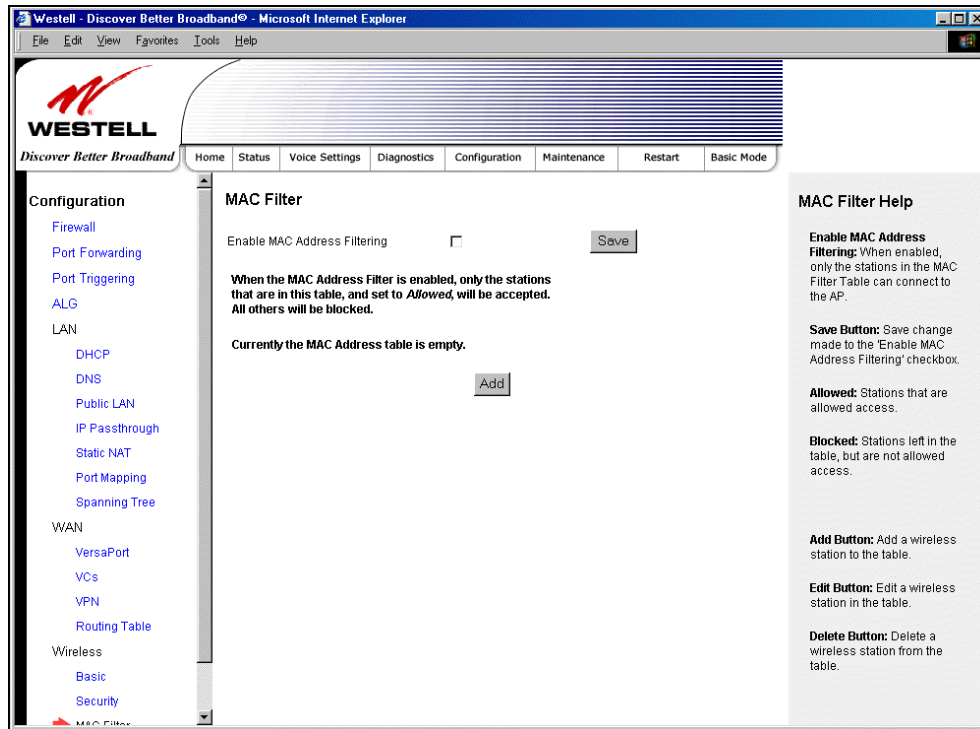 Westell - Discover Better Broadband® - Microsoft Internet Explorer
File Edit View Favorites Tools Help
WESTELL
Discover Better Broadband
Home Status Voice Settings Diagnostics Configuration Maintenance Restart Basic Mode
Configuration
Firewall
Port Forwarding
Port Triggering
ALG
LAN
DHCP
DNS
Public LAN
IP Passthrough
Static NAT
Port Mapping
Spanning Tree
WAN
VersaPort
VCs
VPN
Routing Table
Wireless
Basic
Security
MAC Filter
MAC Filter
Enable MAC Address Filtering
Save
When the MAC Address Filter is enabled, only the stations
that are in this table, and set to Allowed, will be accepted.
All others will be blocked.
Currently the MAC Address table is empty.
Add
MAC Filter Help
Enable MAC Address
Filtering: When enabled,
only the stations in the MAC
Filter Table can connect to
the AP.
Save Button: Save change
made to the 'Enable MAC
Address Filtering' checkbox.
Allowed: Stations that are
allowed access.
Blocked: Stations left in the
table, but are not allowed
access.
Add Button: Add a wireless
station to the table.
Edit Button: Edit a wireless
station in the table.
Delete Button: Delete a
wireless station from the
table.